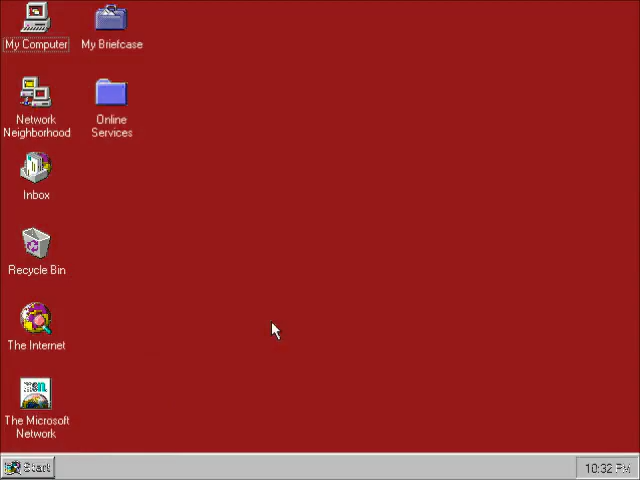 My Computer
My Briefcase
Network
Neighborhood
Online
Services
Inbox
Recycle Bin
The Internet
msn
The Microsoft
Network
Start
10:32 PM